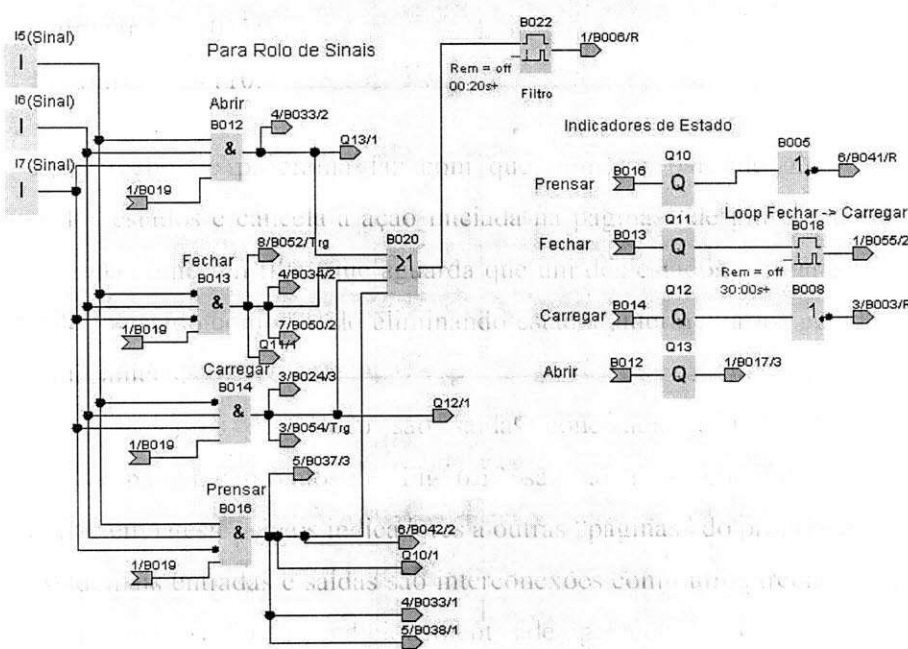 I5(Sinal)
I
I6(Sinal)
I
I7(Sinal)
I
Para Rolo de Sinais
Abrir
B012
&
1/B019
4/B033/2
Q13/1
Fechar
B013
&
1/B019
8/B052/Trg
4/B034/2
7/B050/2
Q11/1
Carregar
B014
&
1/B019
3/B024/3
3/B054/Trg
Q12/1
Prensar
B016
&
1/B019
5/B037/3
6/B042/2
Q10/1
4/B033/1
5/B038/1
B020
≥1
B022
Rem = off
00:20s+
Filtro
1/B006/R
Indicadores de Estado
Prensar
B016
Q10
Q
B005
1
6/B041/R
Fechar
B013
Q11
Q
Loop Fechar -> Carregar
B018
Rem = off
30:00s+
1/B055/2
Carregar
B014
Q12
Q
B008
1
3/B003/R
Abrir
B012
Q13
Q
1/B017/3